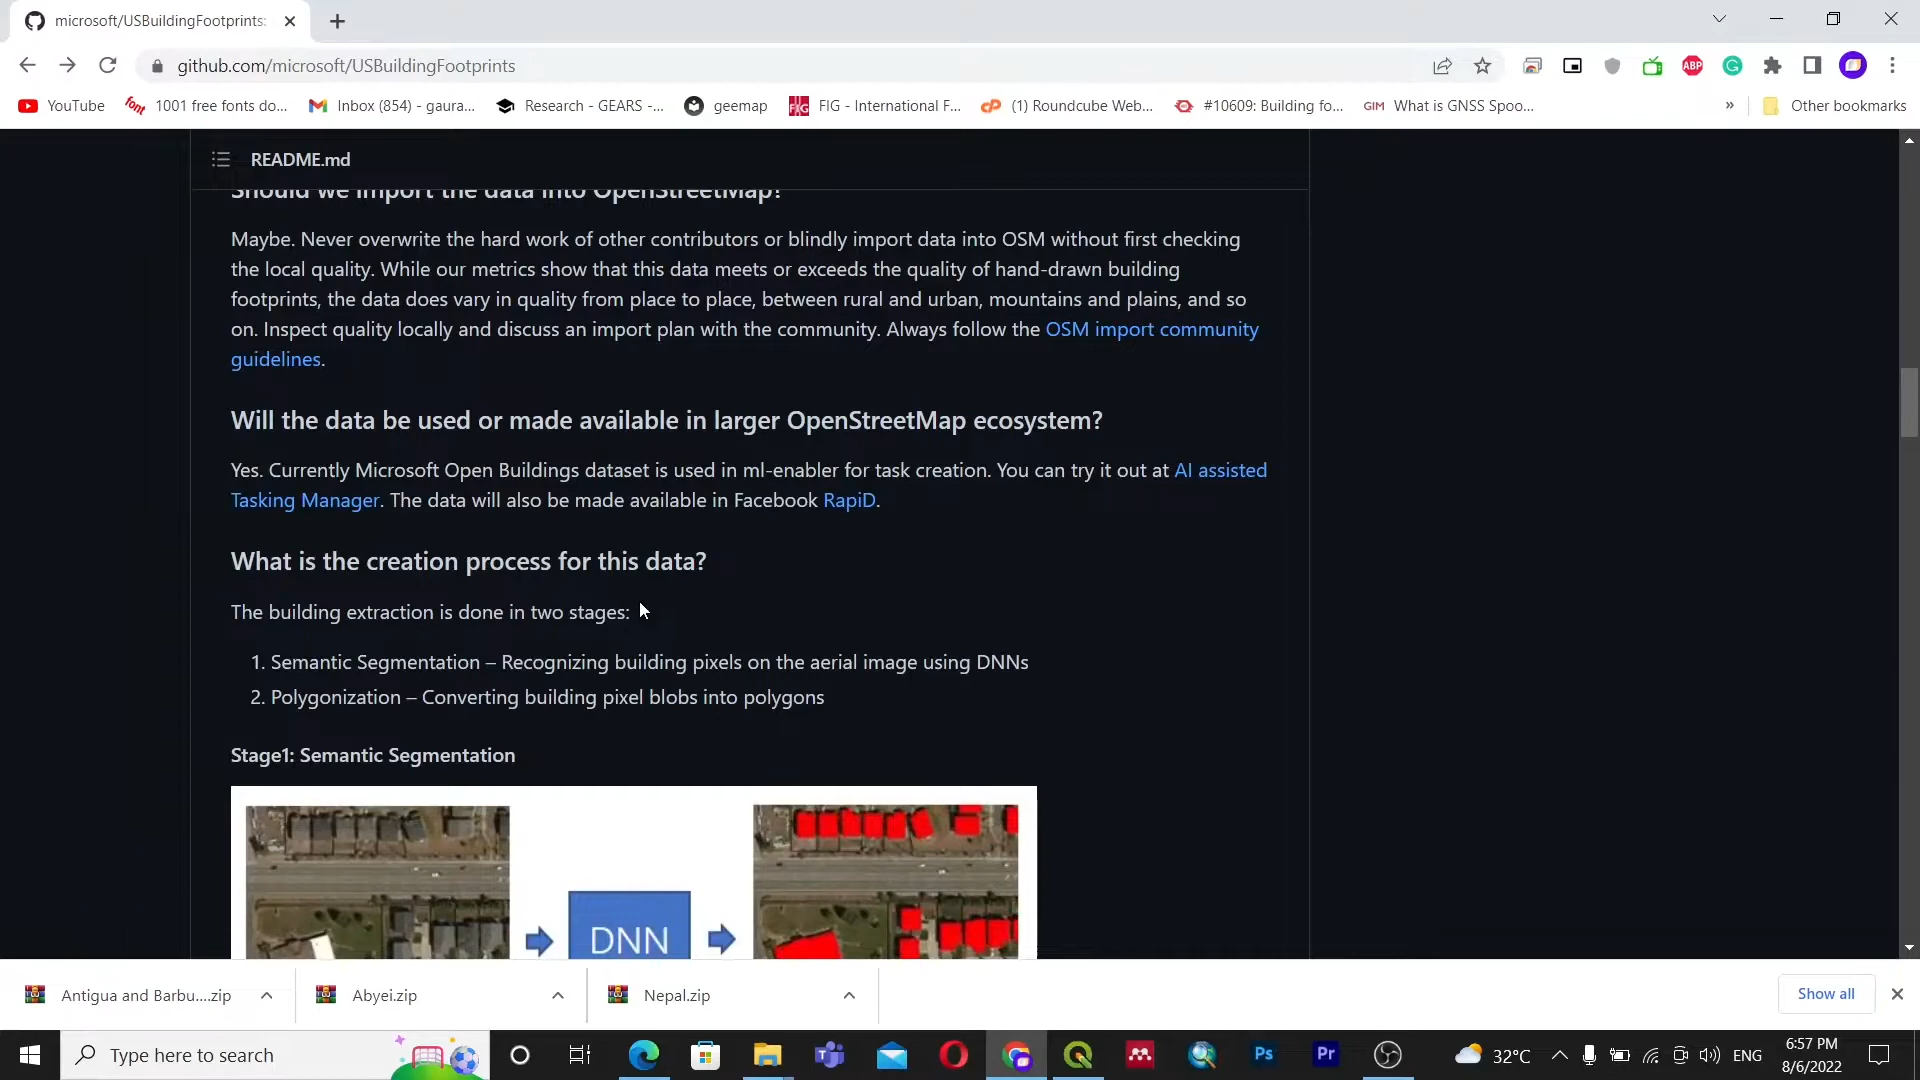 microsoft/USBuildingFootprints:
github.com/microsoft/USBuildingFootprints
YouTube
1001 free fonts do...
Inbox (854) - gaura...
Research - GEARS -...
geemap
FIG - International F...
(1) Roundcube Web...
#10609: Building fo...
What is GNSS Spoo...
»
Other bookmarks
README.md
Should we import the data into OpenStreetMap?
Maybe. Never overwrite the hard work of other contributors or blindly import data into OSM without first checking
the local quality. While our metrics show that this data meets or exceeds the quality of hand-drawn building
footprints, the data does vary in quality from place to place, between rural and urban, mountains and plains, and so
on. Inspect quality locally and discuss an import plan with the community. Always follow the OSM import community
guidelines.
Will the data be used or made available in larger OpenStreetMap ecosystem?
Yes. Currently Microsoft Open Buildings dataset is used in ml-enabler for task creation. You can try it out at AI assisted
Tasking Manager. The data will also be made available in Facebook RapiD.
What is the creation process for this data?
The building extraction is done in two stages:
1. Semantic Segmentation – Recognizing building pixels on the aerial image using DNNs
2. Polygonization – Converting building pixel blobs into polygons
Stage1: Semantic Segmentation
DNN
Antigua and Barbu....zip
Abyei.zip
Nepal.zip
Show all
Type here to search
Ps
Pr
32°C
ENG
6:57 PM
8/6/2022